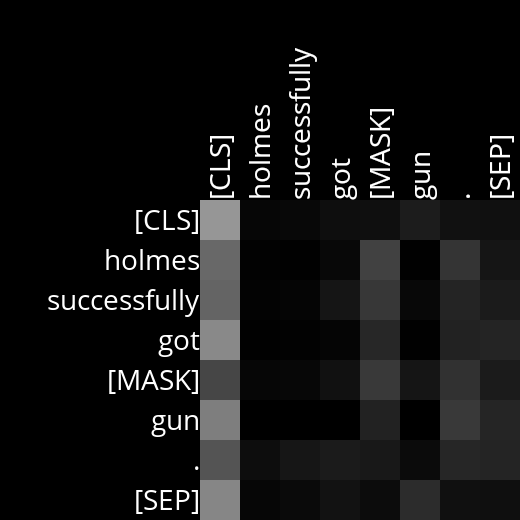 [CLS]
holmes
successfully
got
[MASK]
gun
.
[SEP]
[CLS]
holmes
successfully
got
[MASK]
gun
.
[SEP]